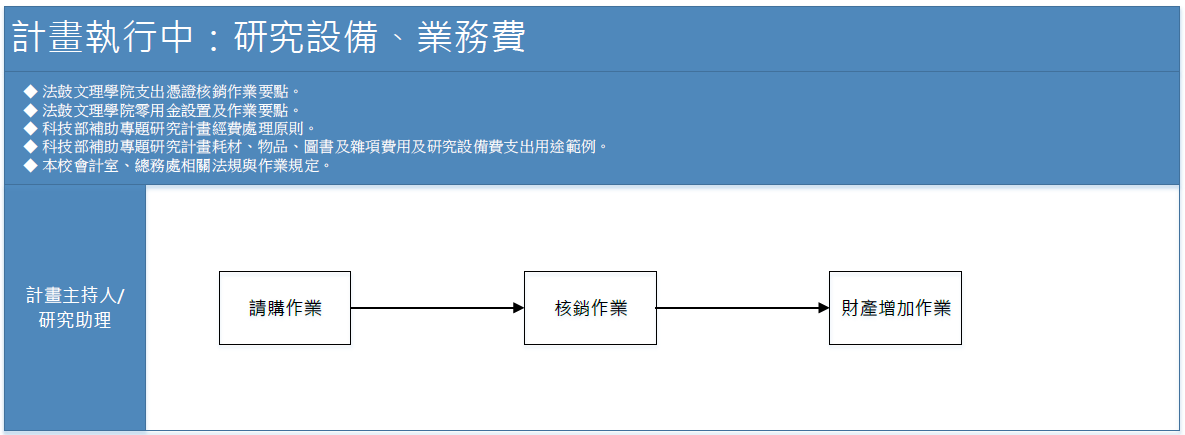 計畫執行中：研究設備、業務費
◆ 法鼓文理學院支出憑證核銷作業要點。
◆ 法鼓文理學院零用金設置及作業要點。
◆ 科技部補助專題研究計畫經費處理原則。
◆ 科技部補助專題研究計畫耗材、物品、圖書及雜項費用及研究設備費支出用途範例。
◆ 本校會計室、總務處相關法規與作業規定。
計畫主持人/
研究助理
請購作業
核銷作業
財產增加作業